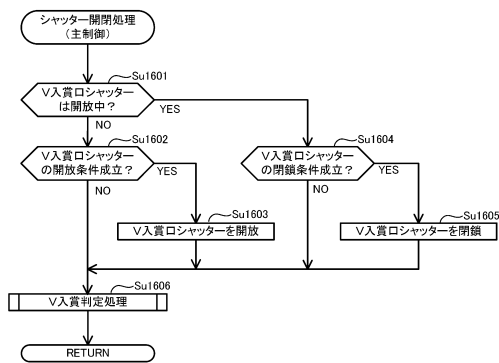 シャッター開閉処理
（主制御）
Su1601
V入賞口シャッター
は開放中？
YES
NO
Su1602
V入賞口シャッター
の開放条件成立？
YES
NO
Su1604
V入賞口シャッター
の閉鎖条件成立？
YES
NO
Su1603
V入賞口シャッターを開放
Su1605
V入賞口シャッターを閉鎖
Su1606
V入賞判定処理
RETURN